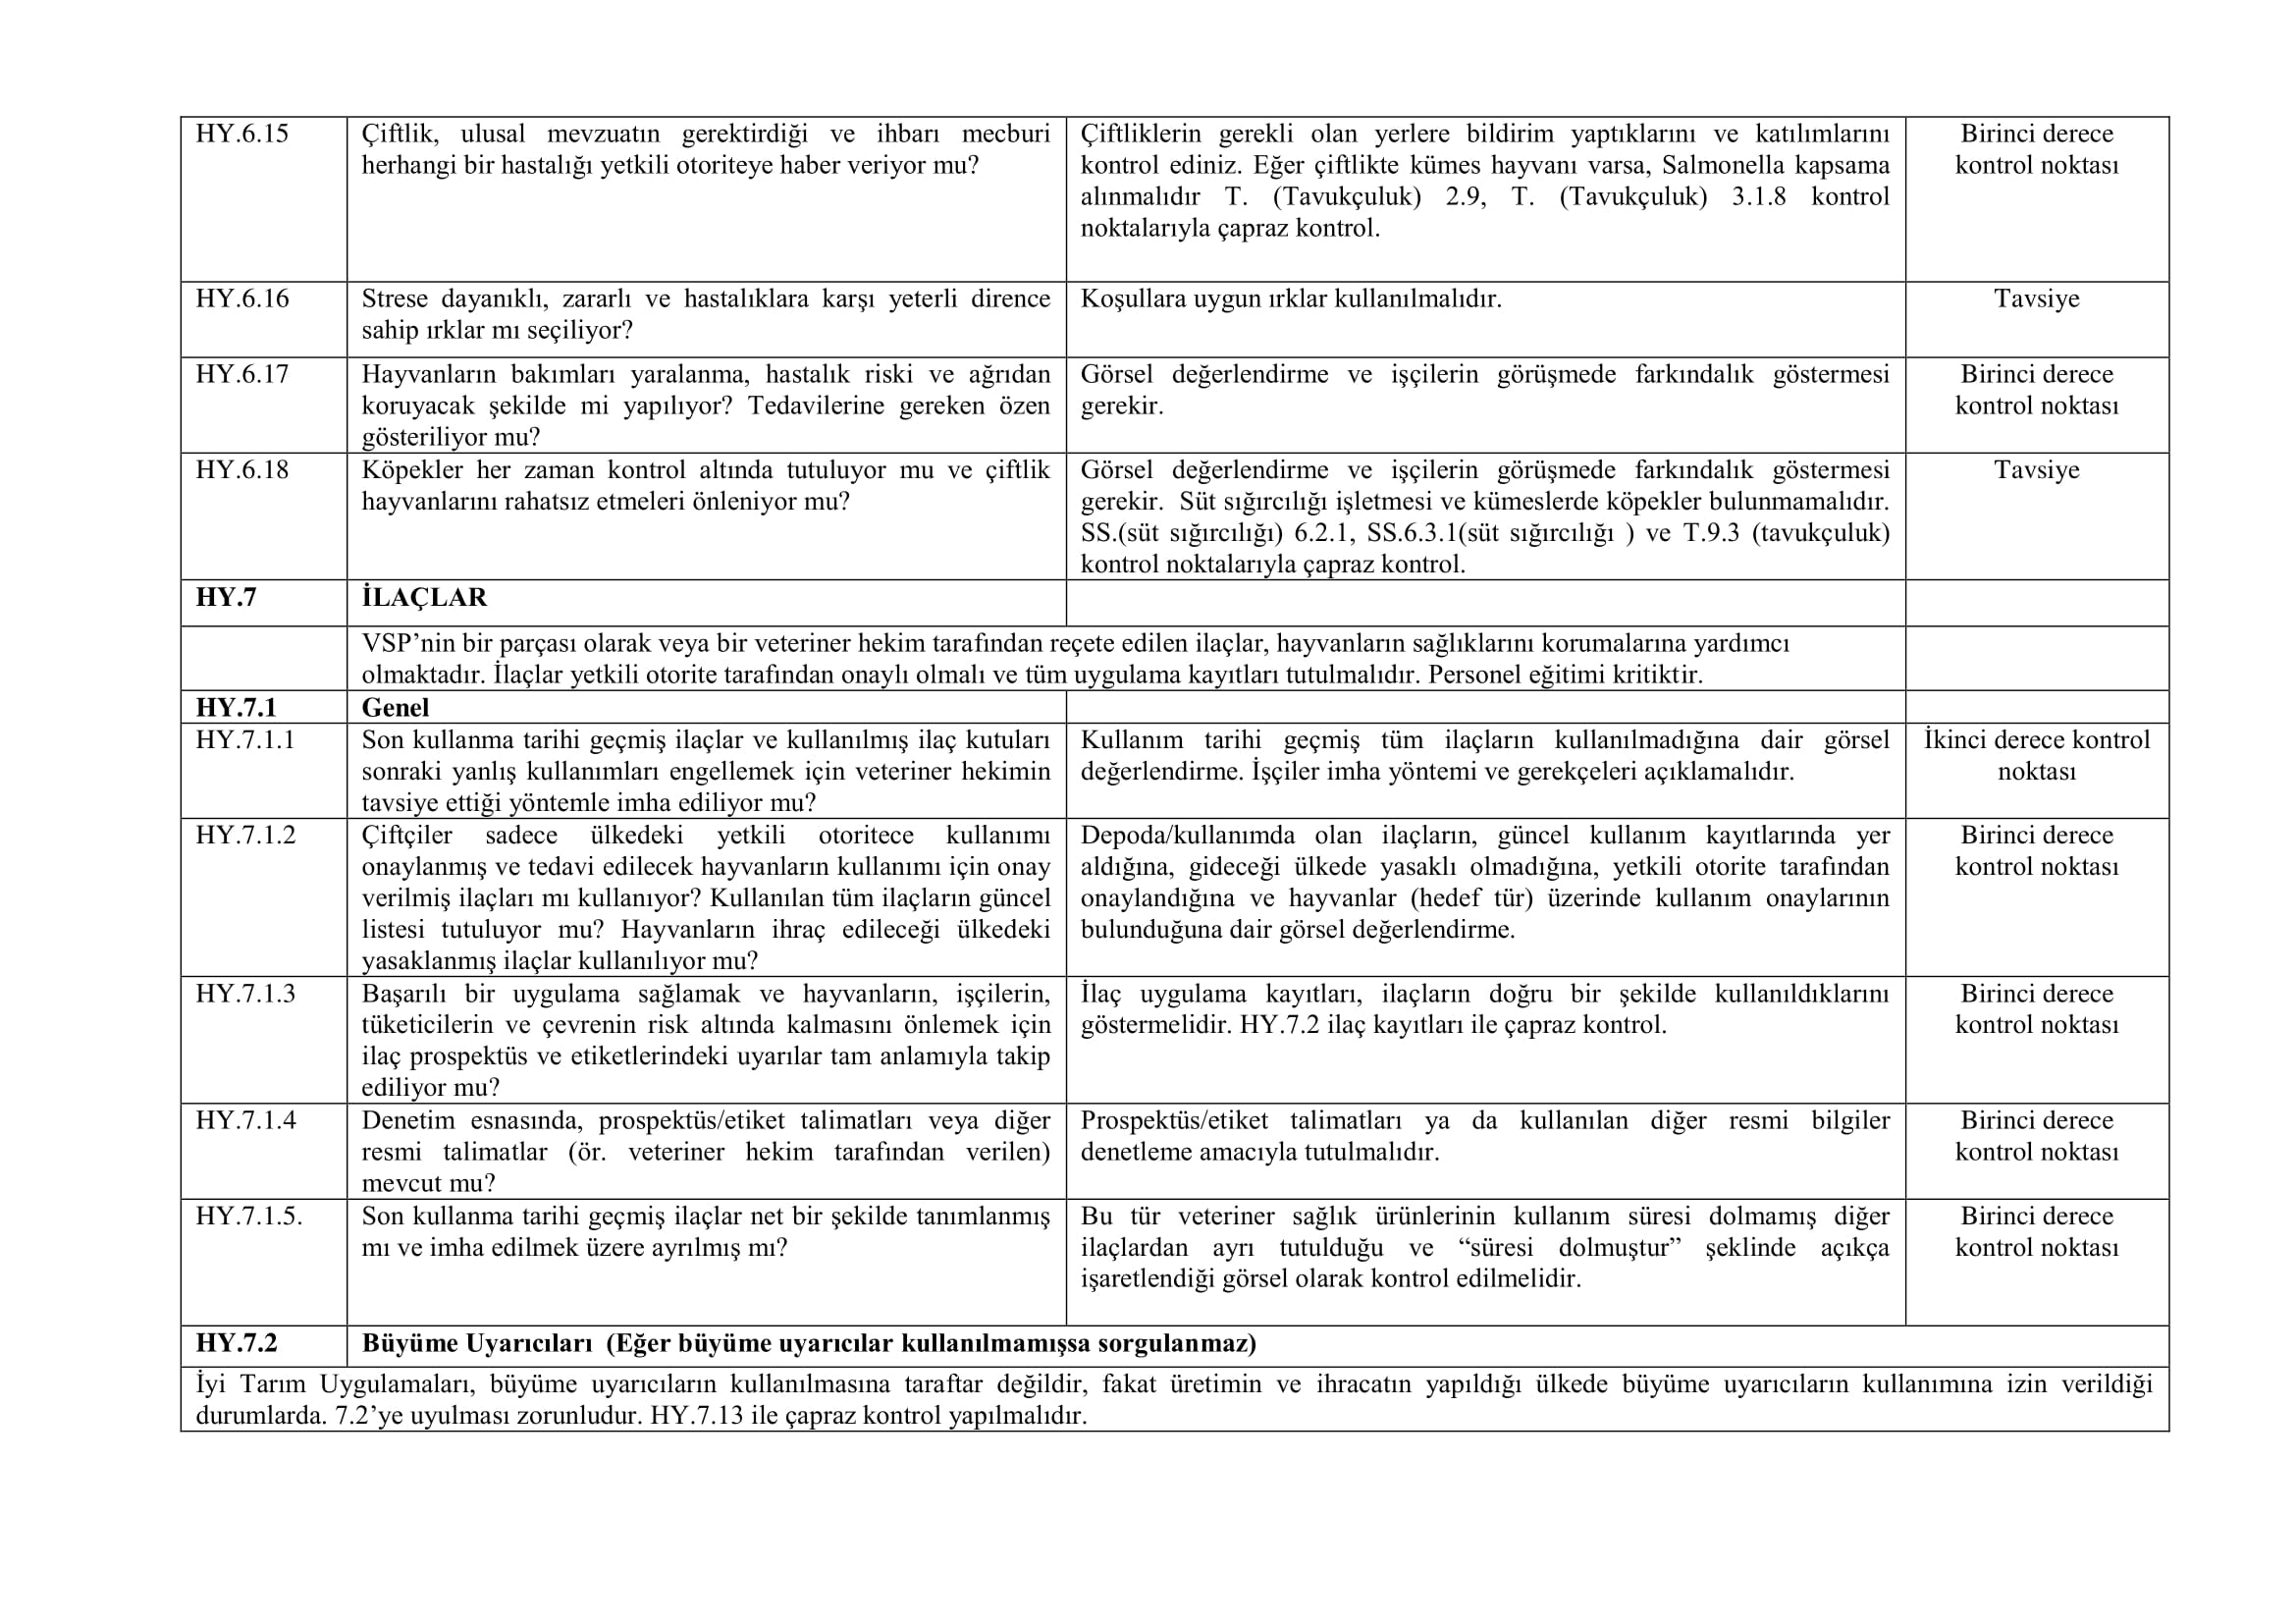 HY.6.15
Çiftlik, ulusal mevzuatın gerektirdiği ve ihbarı mecburi
herhangi bir hastalığı yetkili otoriteye haber veriyor mu?
Çiftliklerin gerekli olan yerlere bildirim yaptıklarını ve katılımlarını
kontrol ediniz. Eğer çiftlikte kümes hayvanı varsa, Salmonella kapsama
alınmalıdır T. (Tavukçuluk) 2.9, T. (Tavukçuluk) 3.1.8 kontrol
noktalarıyla çapraz kontrol.
Birinci derece
kontrol noktası
HY.6.16
Strese dayanıklı, zararlı ve hastalıklara karşı yeterli dirence
sahip ırklar mı seçiliyor?
Koşullara uygun ırklar kullanılmalıdır.
Tavsiye
HY.6.17
Hayvanların bakımları yaralanma, hastalık riski ve ağrıdan
koruyacak şekilde mi yapılıyor? Tedavilerine gereken özen
gösteriliyor mu?
Görsel değerlendirme ve işçilerin görüşmede farkındalık göstermesi
gerekir.
Birinci derece
kontrol noktası
HY.6.18
Köpekler her zaman kontrol altında tutuluyor mu ve çiftlik
hayvanlarını rahatsız etmeleri önleniyor mu?
Görsel değerlendirme ve işçilerin görüşmede farkındalık göstermesi
gerekir. Süt sığırcılığı işletmesi ve kümeslerde köpekler bulunmamalıdır.
SS.(süt sığırcılığı) 6.2.1, SS.6.3.1(süt sığırcılığı ) ve T.9.3 (tavukçuluk)
kontrol noktalarıyla çapraz kontrol.
Tavsiye
HY.7
İLAÇLAR
VSP’nin bir parçası olarak veya bir veteriner hekim tarafından reçete edilen ilaçlar, hayvanların sağlıklarını korumalarına yardımcı
olmaktadır. İlaçlar yetkili otorite tarafından onaylı olmalı ve tüm uygulama kayıtları tutulmalıdır. Personel eğitimi kritiktir.
HY.7.1
Genel
HY.7.1.1
Son kullanma tarihi geçmiş ilaçlar ve kullanılmış ilaç kutuları
sonraki yanlış kullanımları engellemek için veteriner hekimin
tavsiye ettiği yöntemle imha ediliyor mu?
Kullanım tarihi geçmiş tüm ilaçların kullanılmadığına dair görsel
değerlendirme. İşçiler imha yöntemi ve gerekçeleri açıklamalıdır.
İkinci derece kontrol
noktası
HY.7.1.2
Çiftçiler sadece ülkedeki yetkili otoritece kullanımı
onaylanmış ve tedavi edilecek hayvanların kullanımı için onay
verilmiş ilaçları mı kullanıyor? Kullanılan tüm ilaçların güncel
listesi tutuluyor mu? Hayvanların ihraç edileceği ülkedeki
yasaklanmış ilaçlar kullanılıyor mu?
Depoda/kullanımda olan ilaçların, güncel kullanım kayıtlarında yer
aldığına, gideceği ülkede yasaklı olmadığına, yetkili otorite tarafından
onaylandığına ve hayvanlar (hedef tür) üzerinde kullanım onaylarının
bulunduğuna dair görsel değerlendirme.
Birinci derece
kontrol noktası
HY.7.1.3
Başarılı bir uygulama sağlamak ve hayvanların, işçilerin,
tüketicilerin ve çevrenin risk altında kalmasını önlemek için
ilaç prospektüs ve etiketlerindeki uyarılar tam anlamıyla takip
ediliyor mu?
İlaç uygulama kayıtları, ilaçların doğru bir şekilde kullanıldıklarını
göstermelidir. HY.7.2 ilaç kayıtları ile çapraz kontrol.
Birinci derece
kontrol noktası
HY.7.1.4
Denetim esnasında, prospektüs/etiket talimatları veya diğer
resmi talimatlar (ör. veteriner hekim tarafından verilen)
mevcut mu?
Prospektüs/etiket talimatları ya da kullanılan diğer resmi bilgiler
denetleme amacıyla tutulmalıdır.
Birinci derece
kontrol noktası
HY.7.1.5.
Son kullanma tarihi geçmiş ilaçlar net bir şekilde tanımlanmış
mı ve imha edilmek üzere ayrılmış mı?
Bu tür veteriner sağlık ürünlerinin kullanım süresi dolmamış diğer
ilaçlardan ayrı tutulduğu ve “süresi dolmuştur” şeklinde açıkça
işaretlendiği görsel olarak kontrol edilmelidir.
Birinci derece
kontrol noktası
HY.7.2
Büyüme Uyarıcıları (Eğer büyüme uyarıcılar kullanılmamışsa sorgulanmaz)
İyi Tarım Uygulamaları, büyüme uyarıcıların kullanılmasına taraftar değildir, fakat üretimin ve ihracatın yapıldığı ülkede büyüme uyarıcıların kullanımına izin verildiği
durumlarda. 7.2’ye uyulması zorunludur. HY.7.13 ile çapraz kontrol yapılmalıdır.